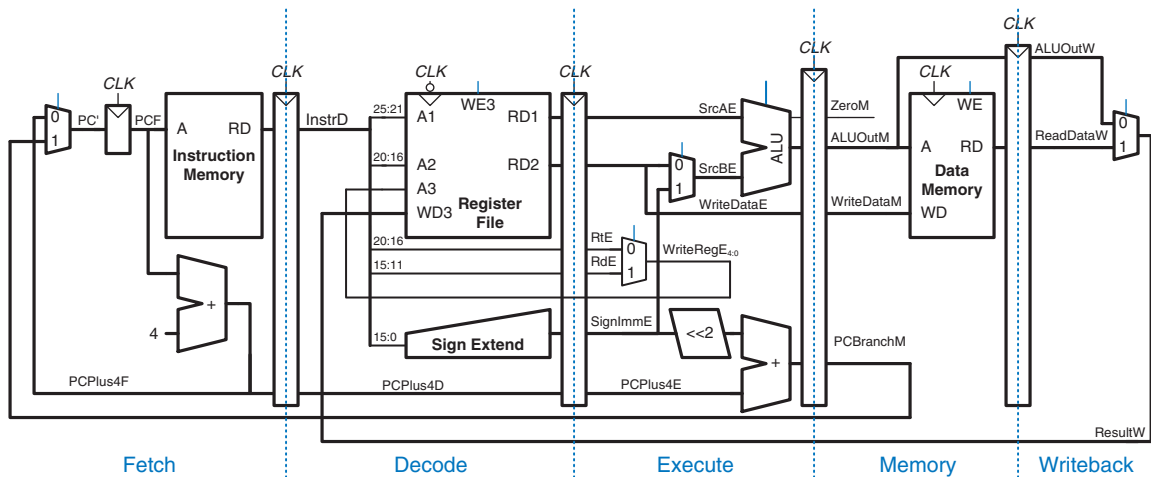 CLK
CLK
CLK
CLK
CLK
CLK
CLK
CLK
0
1
PC'
PCF
A
RD
Instruction
Memory
+
4
PCPlus4F
InstrD
25:21
20:16
A1
A2
A3
WD3
WE3
RD1
RD2
Register
File
20:16
15:11
15:0
Sign Extend
PCPlus4D
SrcAE
0
1
SrcBE
ALU
WriteDataE
RtE
RdE
0
1
WriteRegE4:0
SignImmE
<<2
+
PCPlus4E
ZeroM
ALUOutM
WriteDataM
PCBranchM
A
RD
WE
Data
Memory
WD
ALUOutW
ReadDataW
0
1
ResultW
Fetch
Decode
Execute
Memory
Writeback